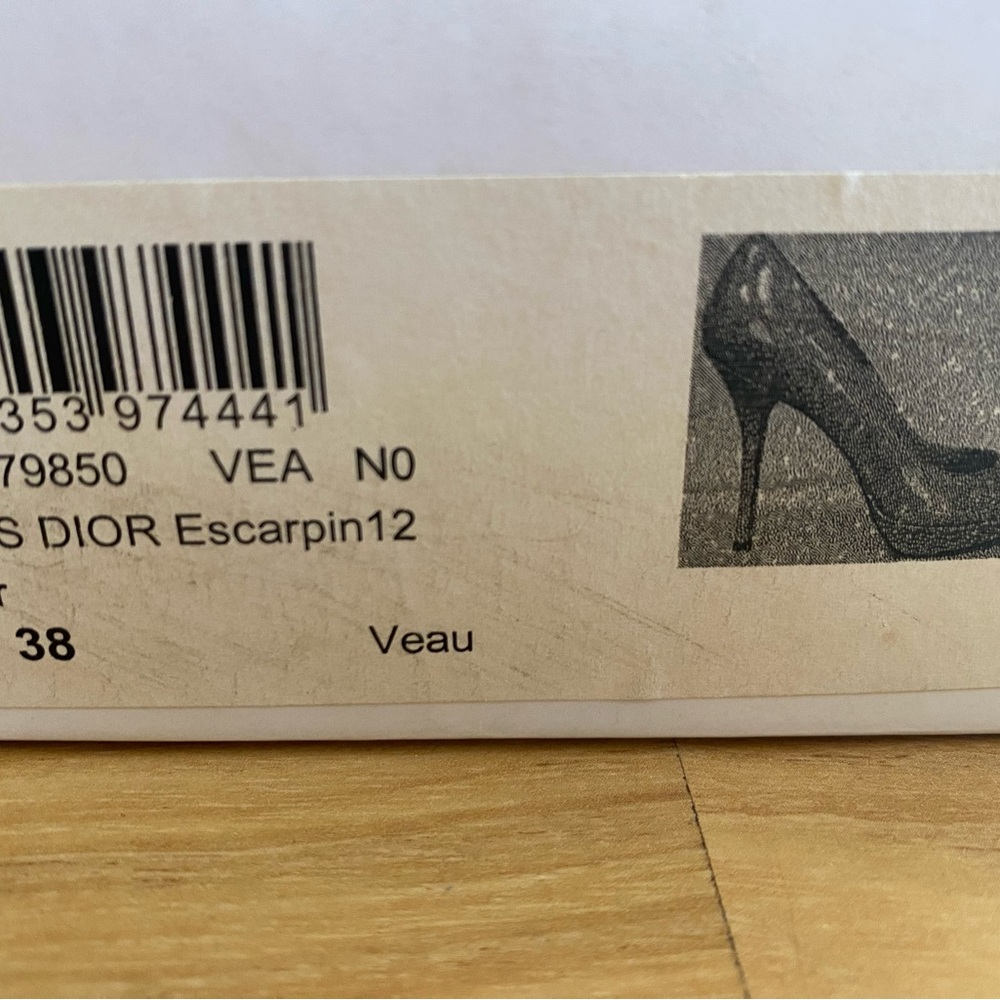 353 974441
79850 VEA N0
S DIOR Escarpin12
r
38 Veau